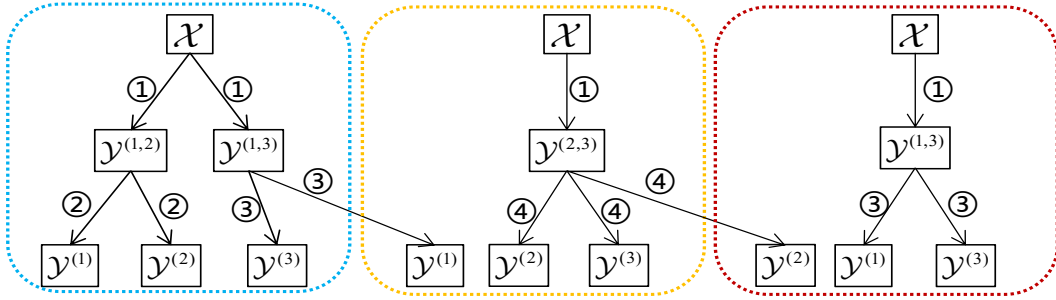 𝒳 𝒳 𝒳
① ① ① ①
𝒴^(1,2) 𝒴^(1,3) 𝒴^(2,3) 𝒴^(1,3)
② ② ③ ③ ④ ④ ④ ③ ③
𝒴^(1) 𝒴^(2) 𝒴^(3) 𝒴^(1) 𝒴^(2) 𝒴^(3) 𝒴^(2) 𝒴^(1) 𝒴^(3)